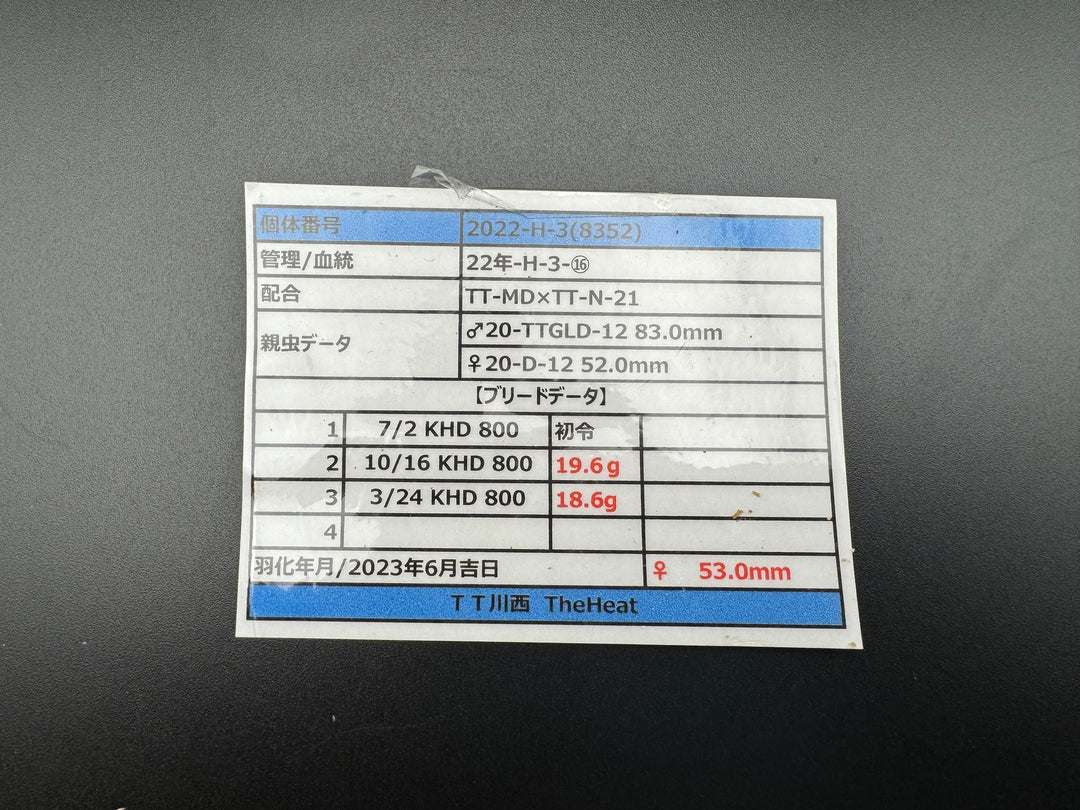 個体番号 2022-H-3(8352)
管理/血統 22年-H-3-⑯
配合 TT-MD×TT-N-21
親虫データ ♂20-TTGLD-12 83.0mm
♀20-D-12 52.0mm
【ブリードデータ】
1 7/2 KHD 800 初令
2 10/16 KHD 800 19.6g
3 3/24 KHD 800 18.6g
4
羽化年月/2023年6月吉日 ♀ 53.0mm
ＴＴ川西 TheHeat